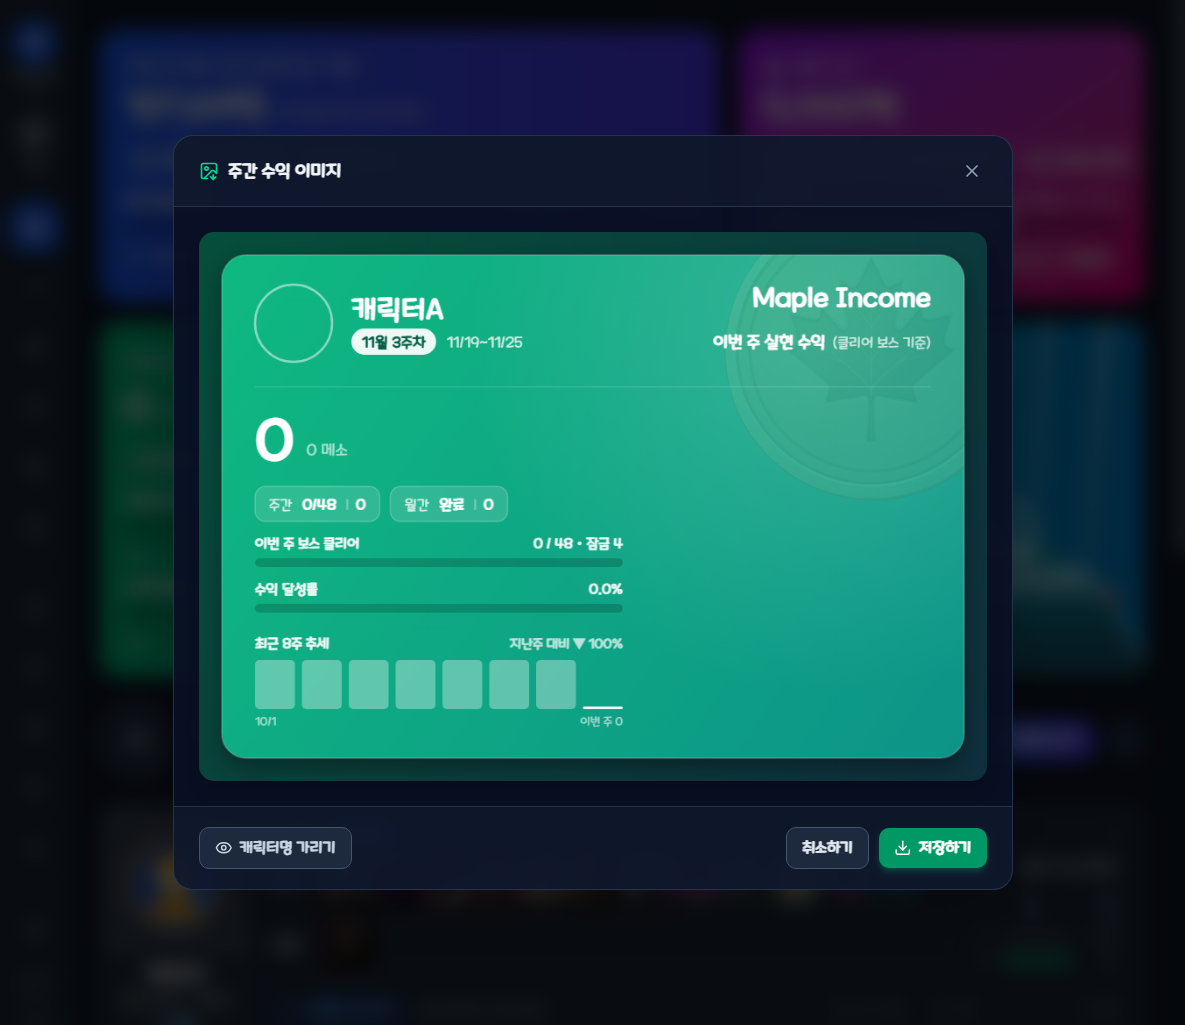 주간 수익 이미지
캐릭터A
11월 3주차 11/19~11/25
Maple Income
이번 주 실현 수익 (클리어 보스 기준)
0 0 메소
주간 0/48 | 0 월간 완료 | 0
이번 주 보스 클리어 0 / 48 • 잠금 4
수익 달성률 0.0%
최근 8주 추세 지난주 대비 ▼ 100%
10/1 이번 주 0
캐릭터명 가리기 취소하기 저장하기